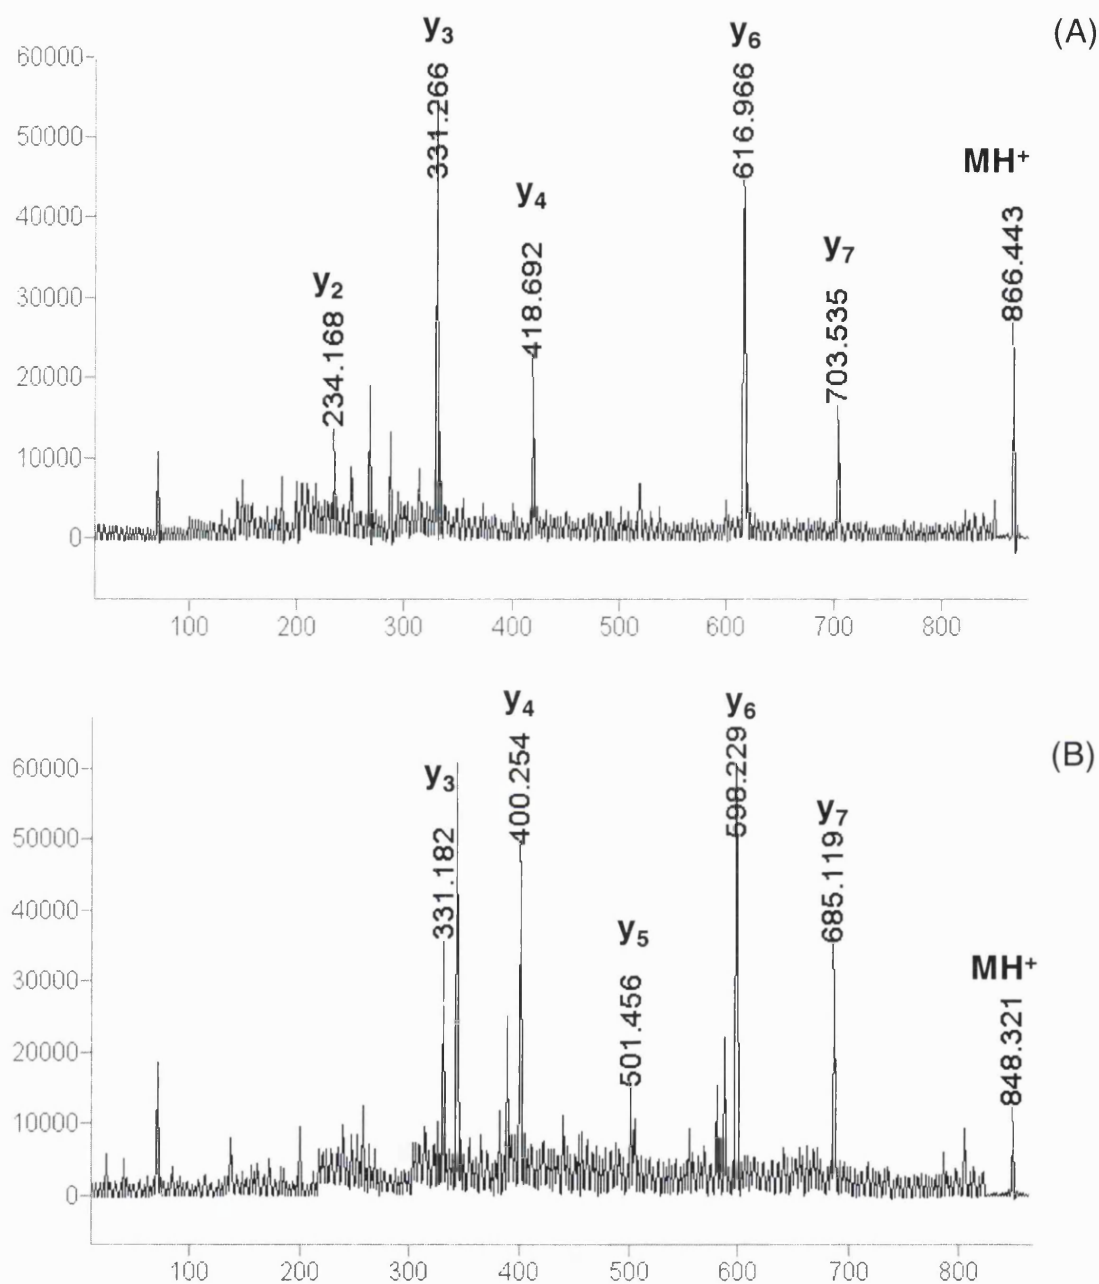 (A)
y₃
y₆
60000
331.266
616.966
50000
MH⁺
y₄
40000
866.443
y₇
418.692
y₂
30000
703.535
234.168
20000
10000
0
100 200 300 400 500 600 700 800
y₄
y₆
(B)
60000
400.254
598.229
y₃
y₇
50000
331.182
685.119
40000
y₅
MH⁺
30000
501.456
848.321
20000
10000
0
100 200 300 400 500 600 700 800